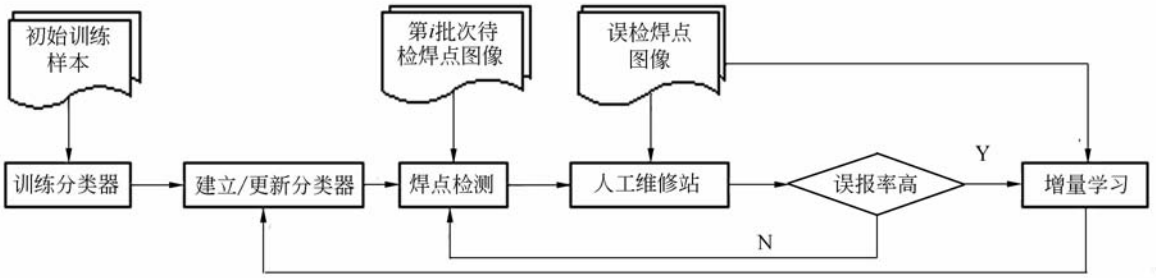 初始训练
样本
第i批次待
检焊点图像
误检焊点
图像
训练分类器
建立/更新分类器
焊点检测
人工维修站
误报率高
Y
增量学习
N